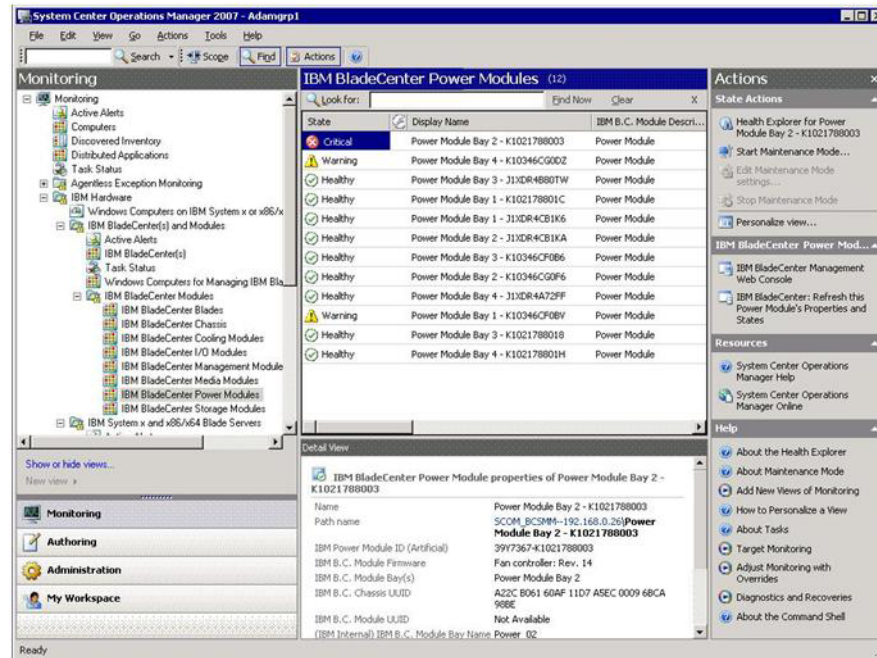 System Center Operations Manager 2007 - Adamgrp1
File Edit View Go Actions Tools Help
Search Scope Find Actions
Monitoring
Monitoring
Active Alerts
Computers
Discovered Inventory
Distributed Applications
Task Status
Agentless Exception Monitoring
IBM Hardware
Windows Computers on IBM System x or x86/x
IBM BladeCenter(s) and Modules
Active Alerts
IBM BladeCenter(s)
Task Status
Windows Computers for Managing IBM Bla
IBM BladeCenter Modules
IBM BladeCenter Blades
IBM BladeCenter Chassis
IBM BladeCenter Cooling Modules
IBM BladeCenter I/O Modules
IBM BladeCenter Management Module
IBM BladeCenter Media Modules
IBM BladeCenter Power Modules
IBM BladeCenter Storage Modules
IBM System x and x86/x64 Blade Servers
Show or hide views...
New view
Monitoring
Authoring
Administration
My Workspace
Ready
IBM BladeCenter Power Modules (12)
Look for: Find Now Clear X
State Display Name IBM B.C. Module Descri...
Critical Power Module Bay 2 - K1021788003 Power Module
Warning Power Module Bay 4 - K10346CG0DZ Power Module
Healthy Power Module Bay 3 - J1XDR4B80TW Power Module
Healthy Power Module Bay 1 - K102178801C Power Module
Healthy Power Module Bay 1 - J1XDR4CB1K6 Power Module
Healthy Power Module Bay 2 - J1XDR4CB1KA Power Module
Healthy Power Module Bay 3 - K10346CF0B6 Power Module
Healthy Power Module Bay 2 - K10346CG0F6 Power Module
Healthy Power Module Bay 4 - J1XDR4A72FF Power Module
Warning Power Module Bay 1 - K10346CF0BV Power Module
Healthy Power Module Bay 3 - K102178B018 Power Module
Healthy Power Module Bay 4 - K102178801H Power Module
Detail View
IBM BladeCenter Power Module properties of Power Module Bay 2 -
K1021788003
Name Power Module Bay 2 - K1021788003
Path name SCOM_BCSMM--192.168.0.26\Power
Module Bay 2 - K1021788003
IBM Power Module ID (Artificial) 39Y7367-K1021788003
IBM B.C. Module Firmware Fan controller: Rev. 14
IBM B.C. Module Bay(s) Power Module Bay 2
IBM B.C. Chassis UUID A22C B061 60AF 11D7 A5EC 0009 6BCA
98BE
IBM B.C. Module UUID Not Available
(IBM Internal) IBM B.C. Module Bay Name Power_02
Actions x
State Actions
Health Explorer for Power
Module Bay 2 - K1021788003
Start Maintenance Mode...
Edit Maintenance Mode
settings...
Stop Maintenance Mode
Personalize view...
IBM BladeCenter Power Mod...
IBM BladeCenter Management
Web Console
IBM BladeCenter: Refresh this
Power Module's Properties and
States
Resources
System Center Operations
Manager Help
System Center Operations
Manager Online
Help
About the Health Explorer
About Maintenance Mode
Add New Views of Monitoring
How to Personalize a View
About Tasks
Target Monitoring
Adjust Monitoring with
Overrides
Diagnostics and Recoveries
About the Command Shell